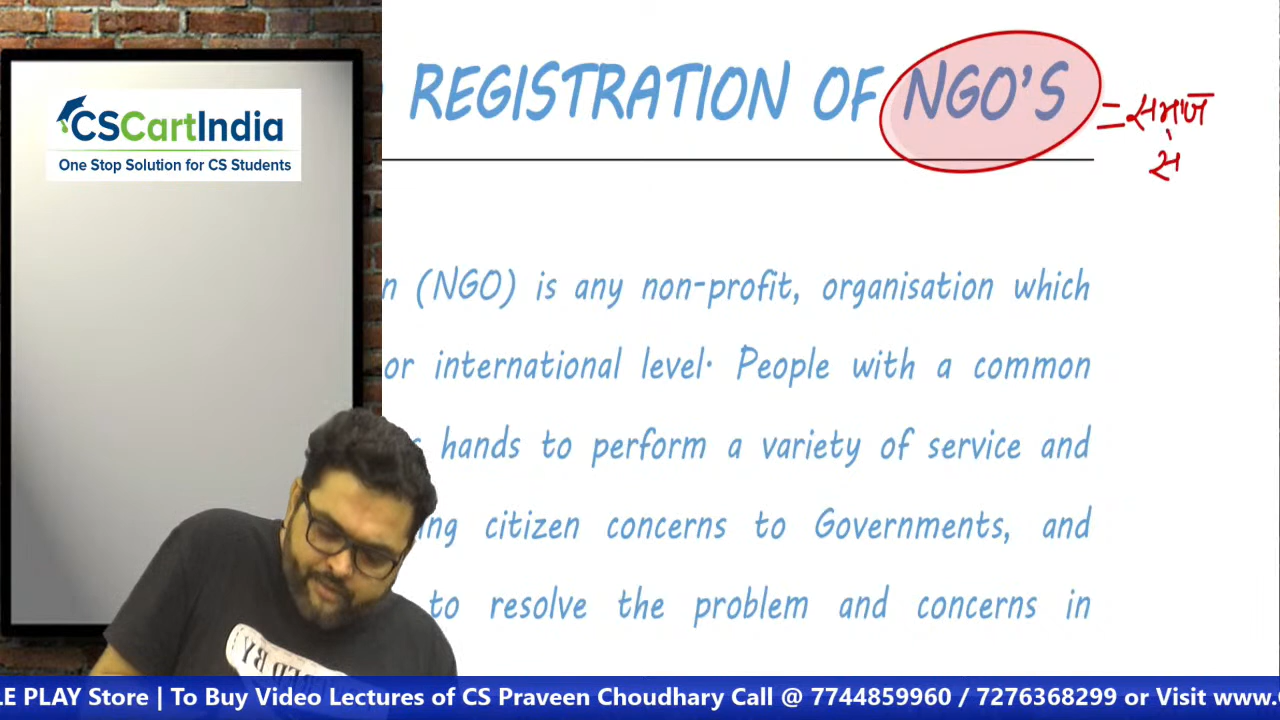 CSCartIndia
One Stop Solution for CS Students
REGISTRATION OF NGO'S
= समाज
स
n (NGO) is any non-profit, organisation which
or international level· People with a common
hands to perform a variety of service and
ing citizen concerns to Governments, and
to resolve the problem and concerns in
LE PLAY Store | To Buy Video Lectures of CS Praveen Choudhary Call @ 7744859960 / 7276368299 or Visit www.